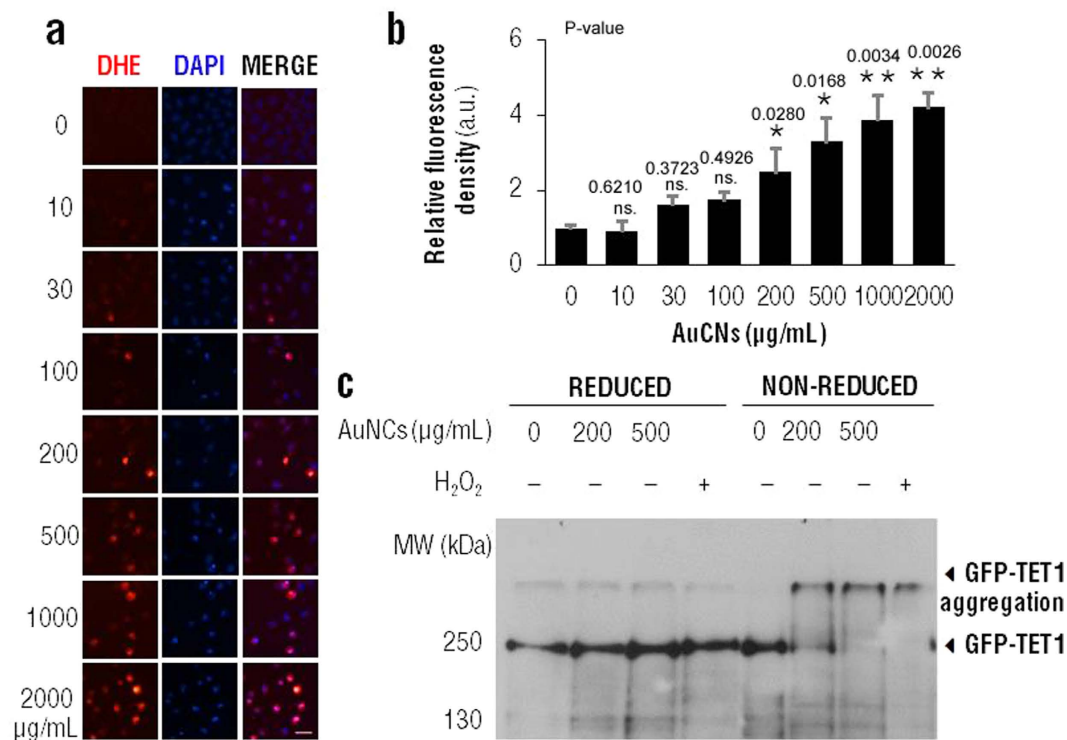 a
DHE DAPI MERGE
0
10
30
100
200
500
1000
2000
µg/mL
b
P-value
Relative fluorescence
density (a.u.)
6
4
2
0
0.6210
ns.
0.3723
ns.
0.4926
ns.
0.0280
*
0.0168
*
0.0034
**
0.0026
**
0 10 30 100 200 500 1000 2000
AuCNs (µg/mL)
c
REDUCED NON-REDUCED
AuNCs (µg/mL) 0 200 500 0 200 500
H₂O₂ – – – + – – – +
MW (kDa)
250
130
◄ GFP-TET1
aggregation
◄ GFP-TET1